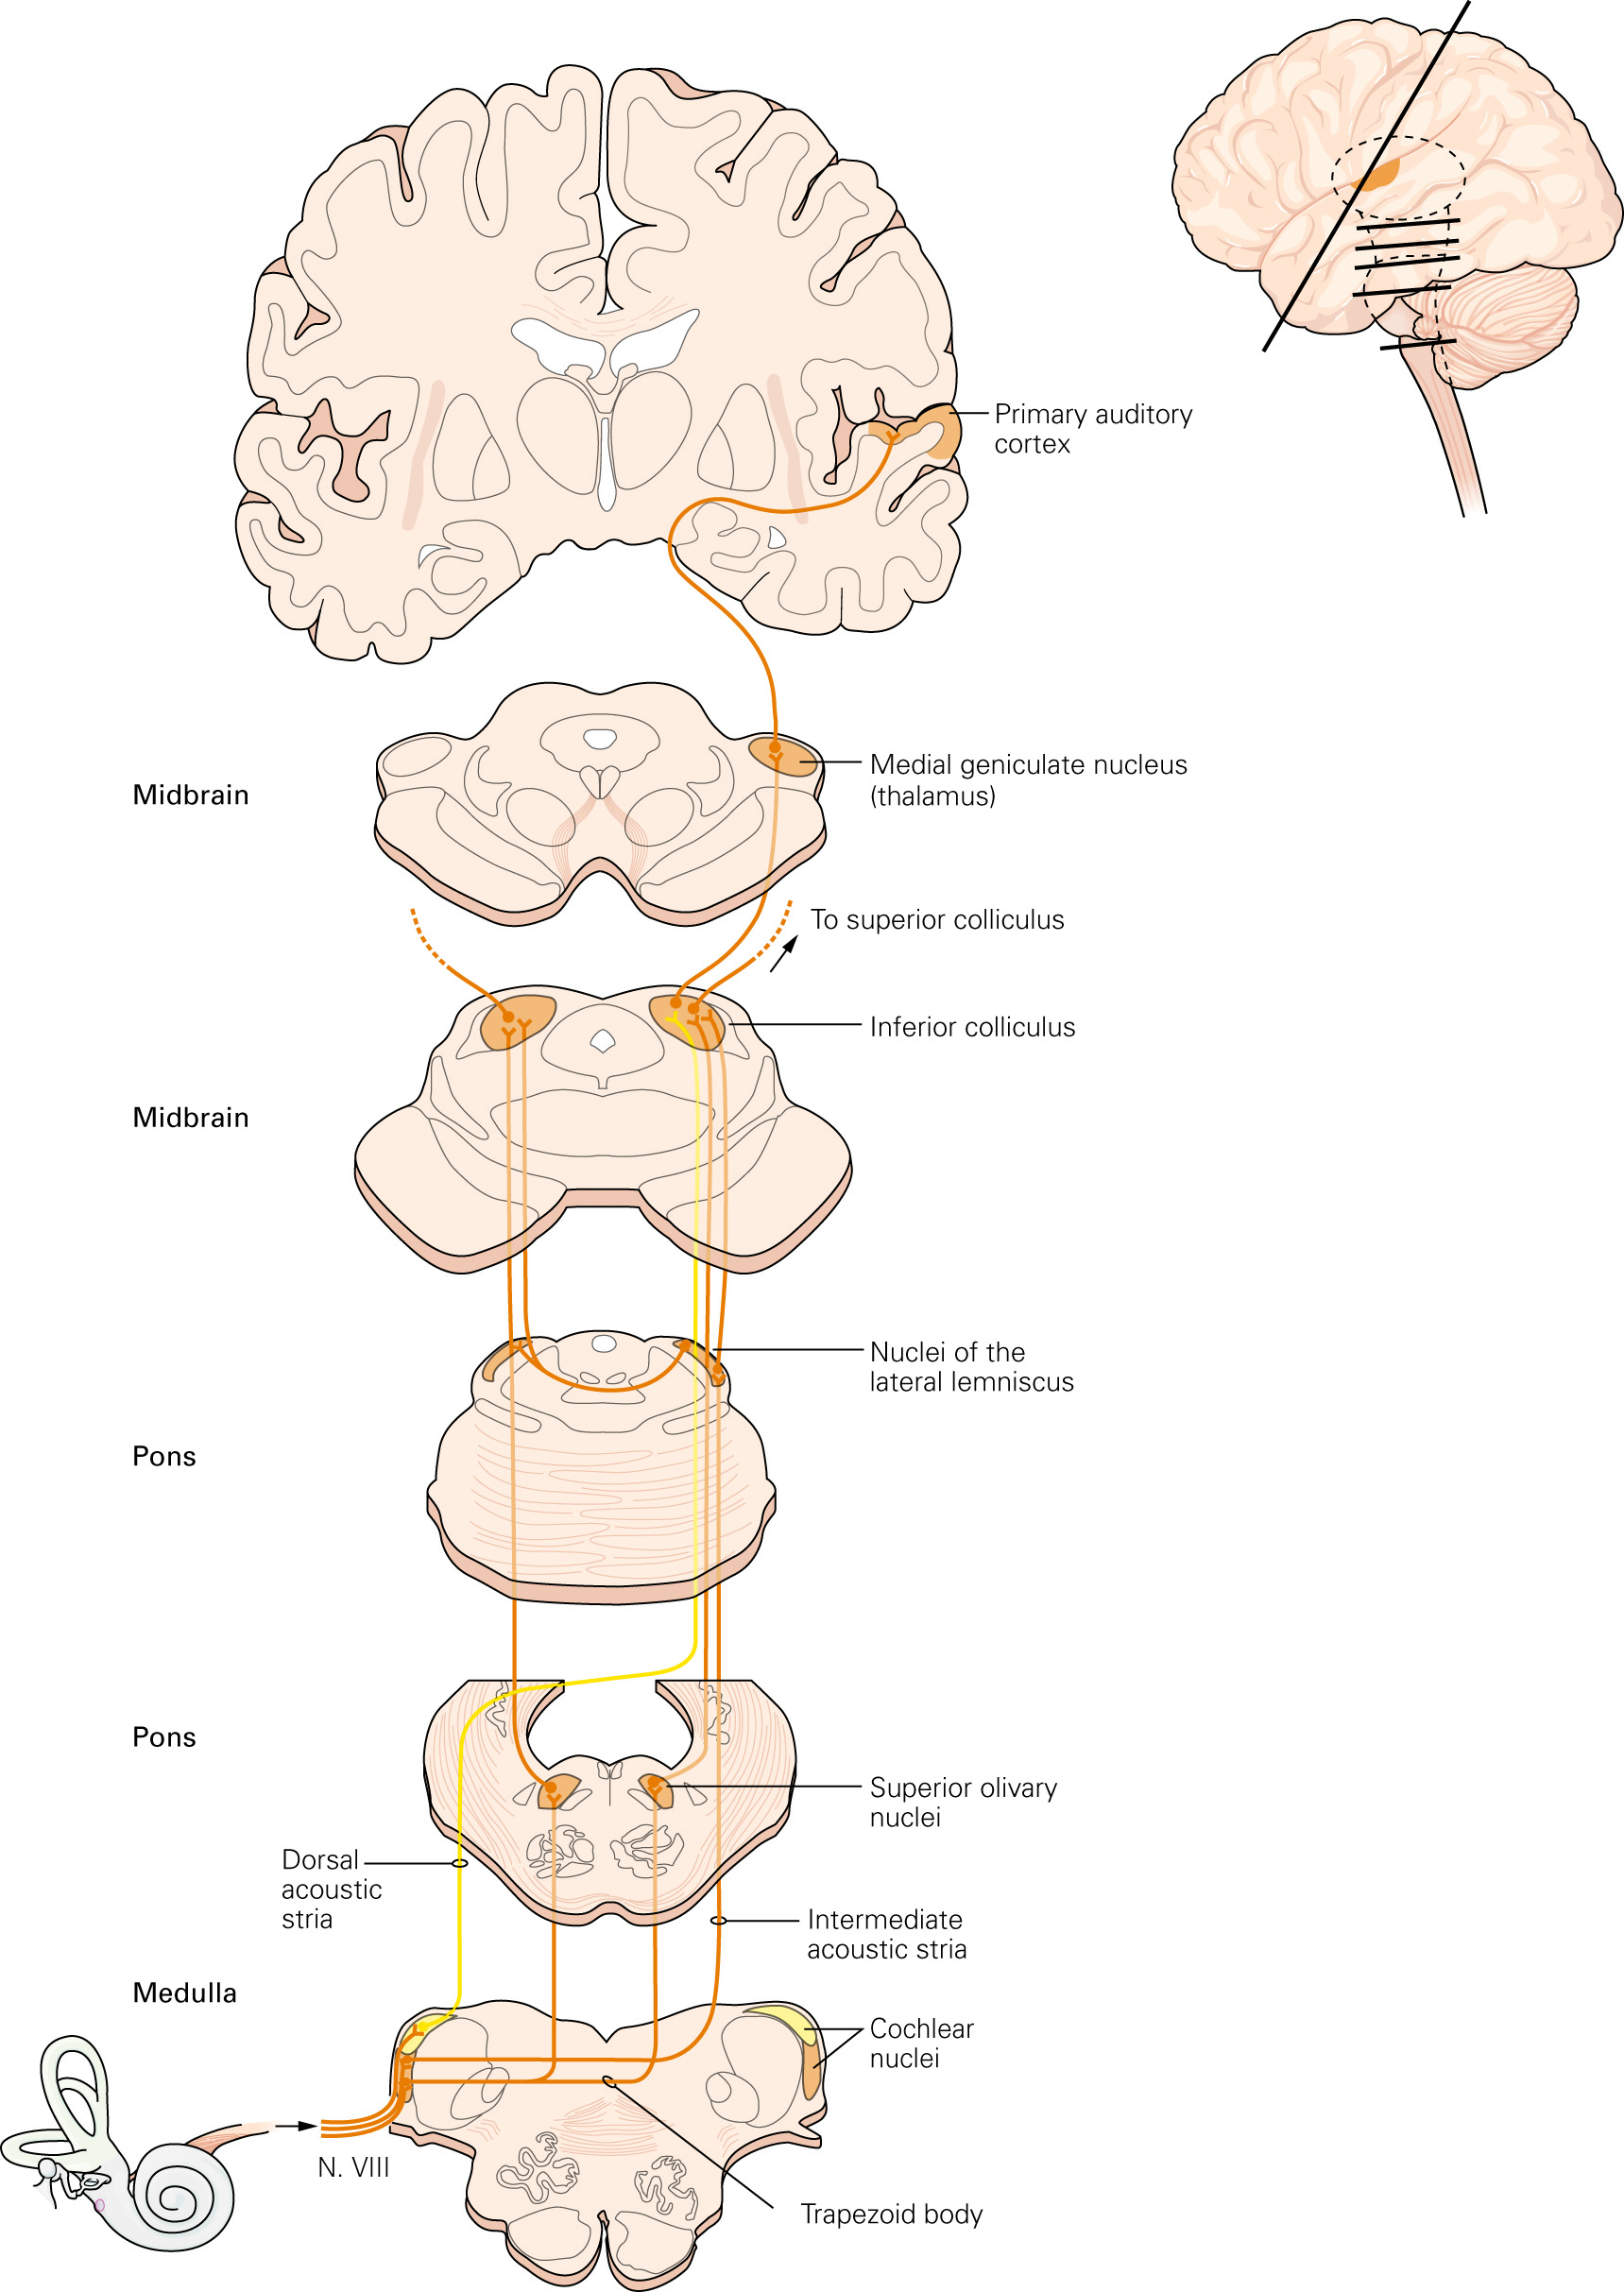 Primary auditory
cortex
Medial geniculate nucleus
(thalamus)
Midbrain
To superior colliculus
Inferior colliculus
Midbrain
Nuclei of the
lateral lemniscus
Pons
Pons
Superior olivary
nuclei
Dorsal
acoustic
stria
Intermediate
acoustic stria
Medulla
Cochlear
nuclei
N. VIII
Trapezoid body